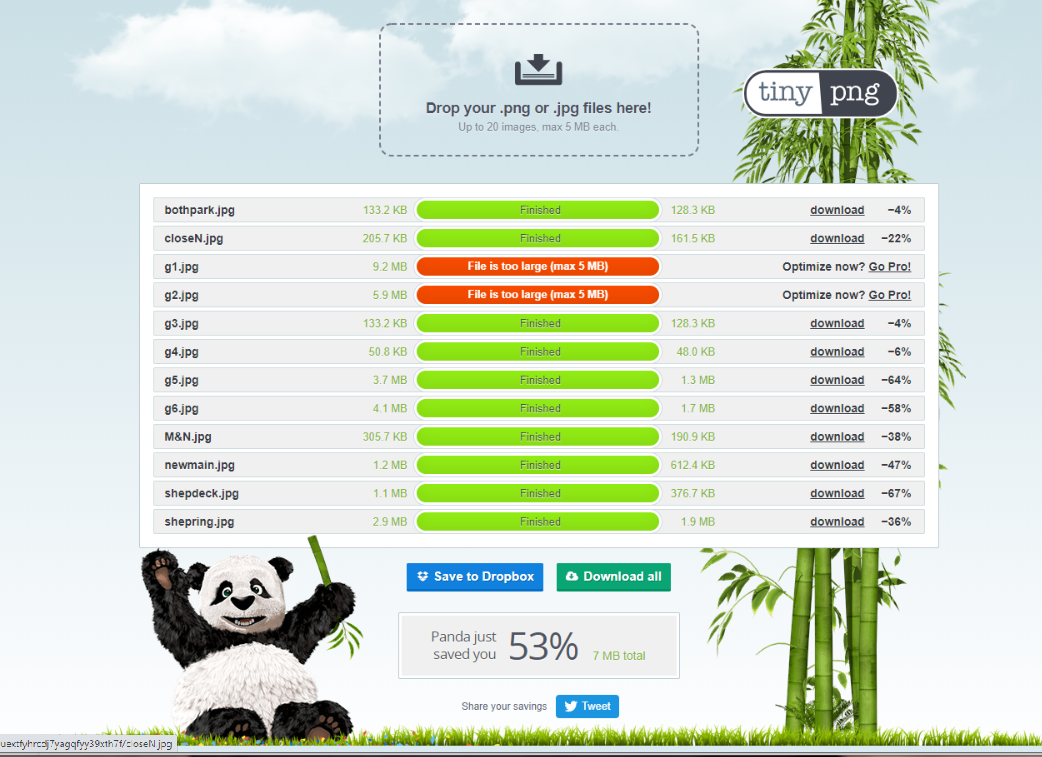 Drop your .png or .jpg files here!
Up to 20 images, max 5 MB each.
tiny png
bothpark.jpg 133.2 KB Finished 128.3 KB download −4%
closeN.jpg 205.7 KB Finished 161.5 KB download −22%
g1.jpg 9.2 MB File is too large (max 5 MB) Optimize now? Go Pro!
g2.jpg 5.9 MB File is too large (max 5 MB) Optimize now? Go Pro!
g3.jpg 133.2 KB Finished 128.3 KB download −4%
g4.jpg 50.8 KB Finished 48.0 KB download −6%
g5.jpg 3.7 MB Finished 1.3 MB download −64%
g6.jpg 4.1 MB Finished 1.7 MB download −58%
M&N.jpg 305.7 KB Finished 190.9 KB download −38%
newmain.jpg 1.2 MB Finished 612.4 KB download −47%
shepdeck.jpg 1.1 MB Finished 376.7 KB download −67%
shepring.jpg 2.9 MB Finished 1.9 MB download −36%
Save to Dropbox Download all
Panda just
saved you 53% 7 MB total
Share your savings Tweet